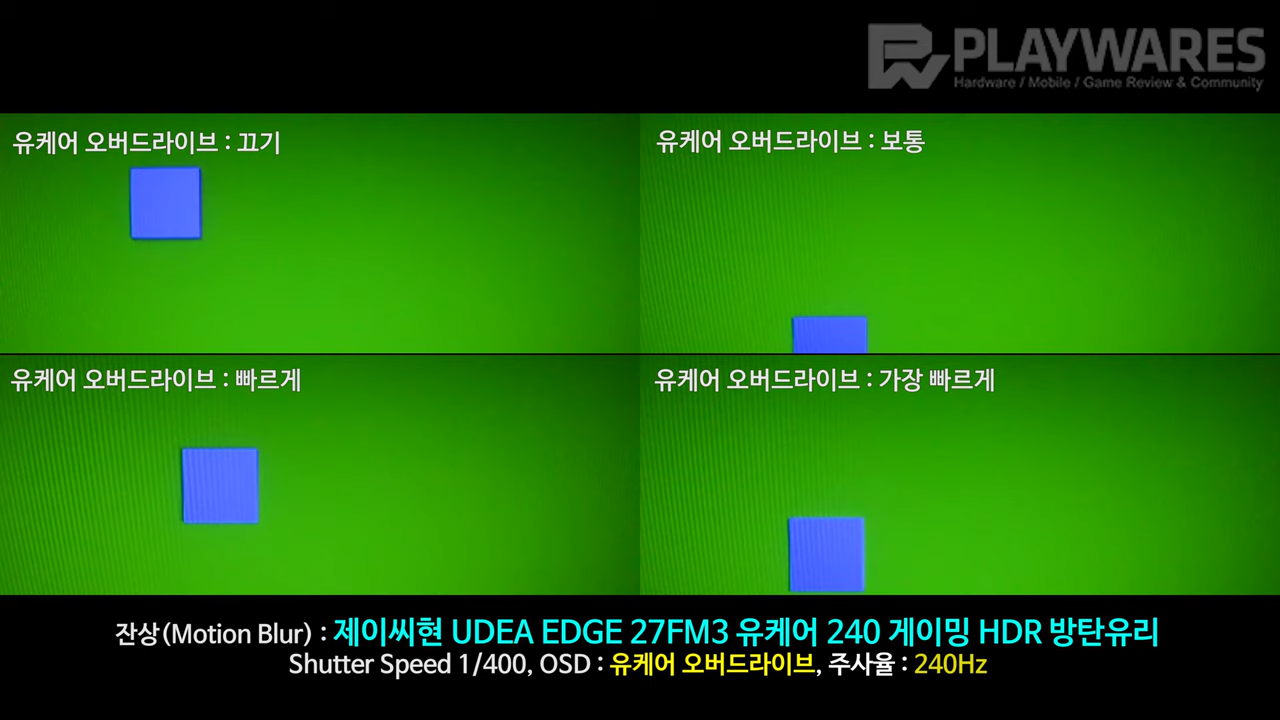 PLAYWARES
Hardware / Mobile / Game Review & Community
유케어 오버드라이브 : 끄기
유케어 오버드라이브 : 보통
유케어 오버드라이브 : 빠르게
유케어 오버드라이브 : 가장 빠르게
잔상(Motion Blur) : 제이씨현 UDEA EDGE 27FM3 유케어 240 게이밍 HDR 방탄유리
Shutter Speed 1/400, OSD : 유케어 오버드라이브, 주사율 : 240Hz